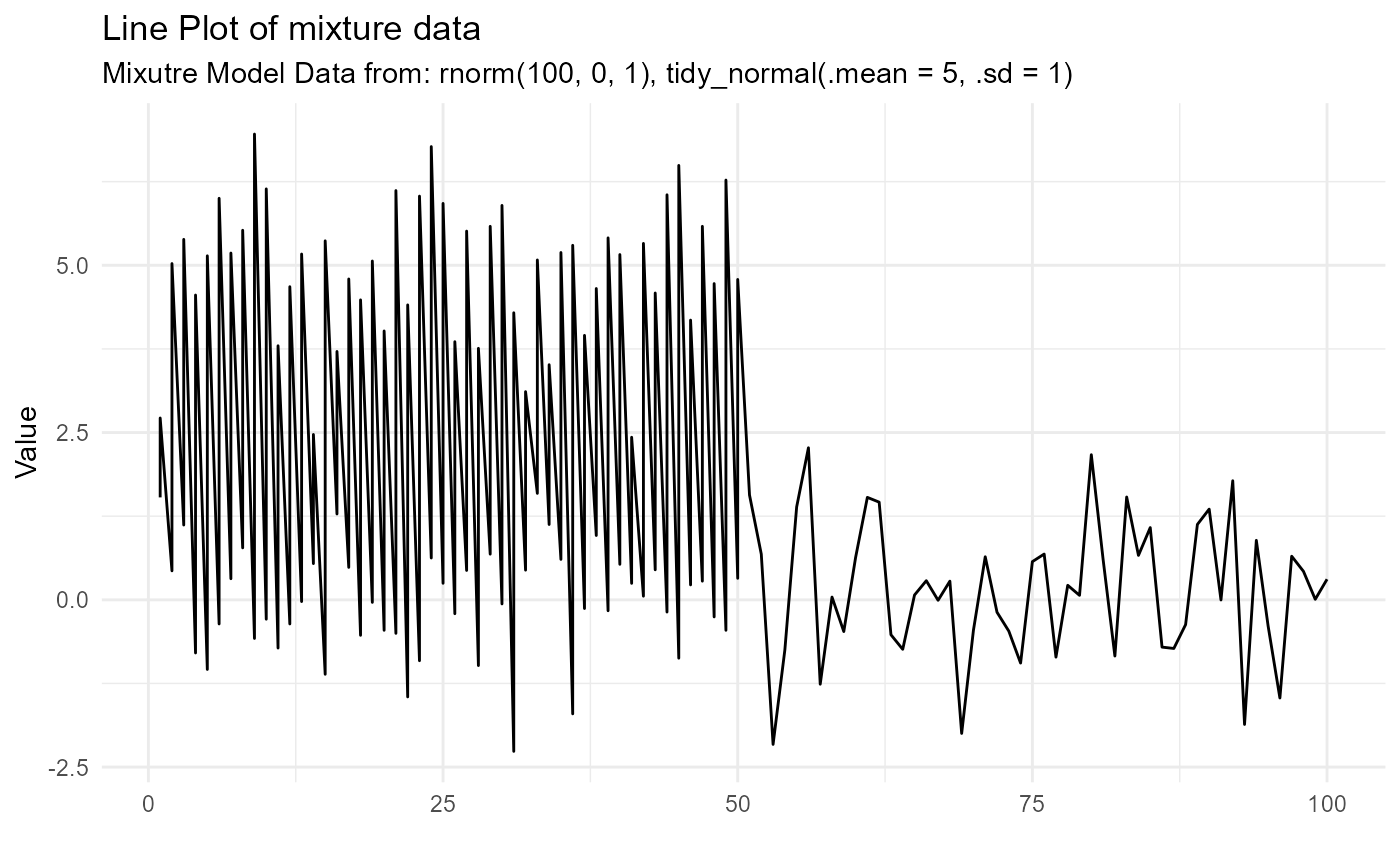 Line Plot of mixture data
Mixutre Model Data from: rnorm(100, 0, 1), tidy_normal(.mean = 5, .sd = 1)
Value
5.0
2.5
0.0
-2.5
0 25 50 75 100